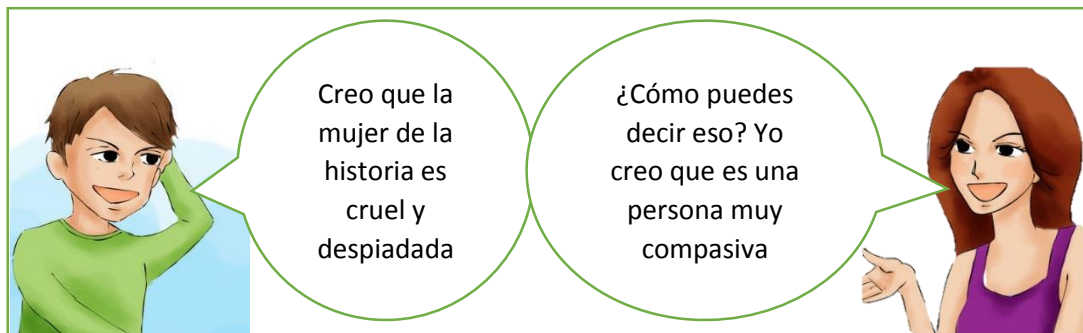 Creo que la
mujer de la
historia es
cruel y
despiadada
¿Cómo puedes
decir eso? Yo
creo que es una
persona muy
compasiva